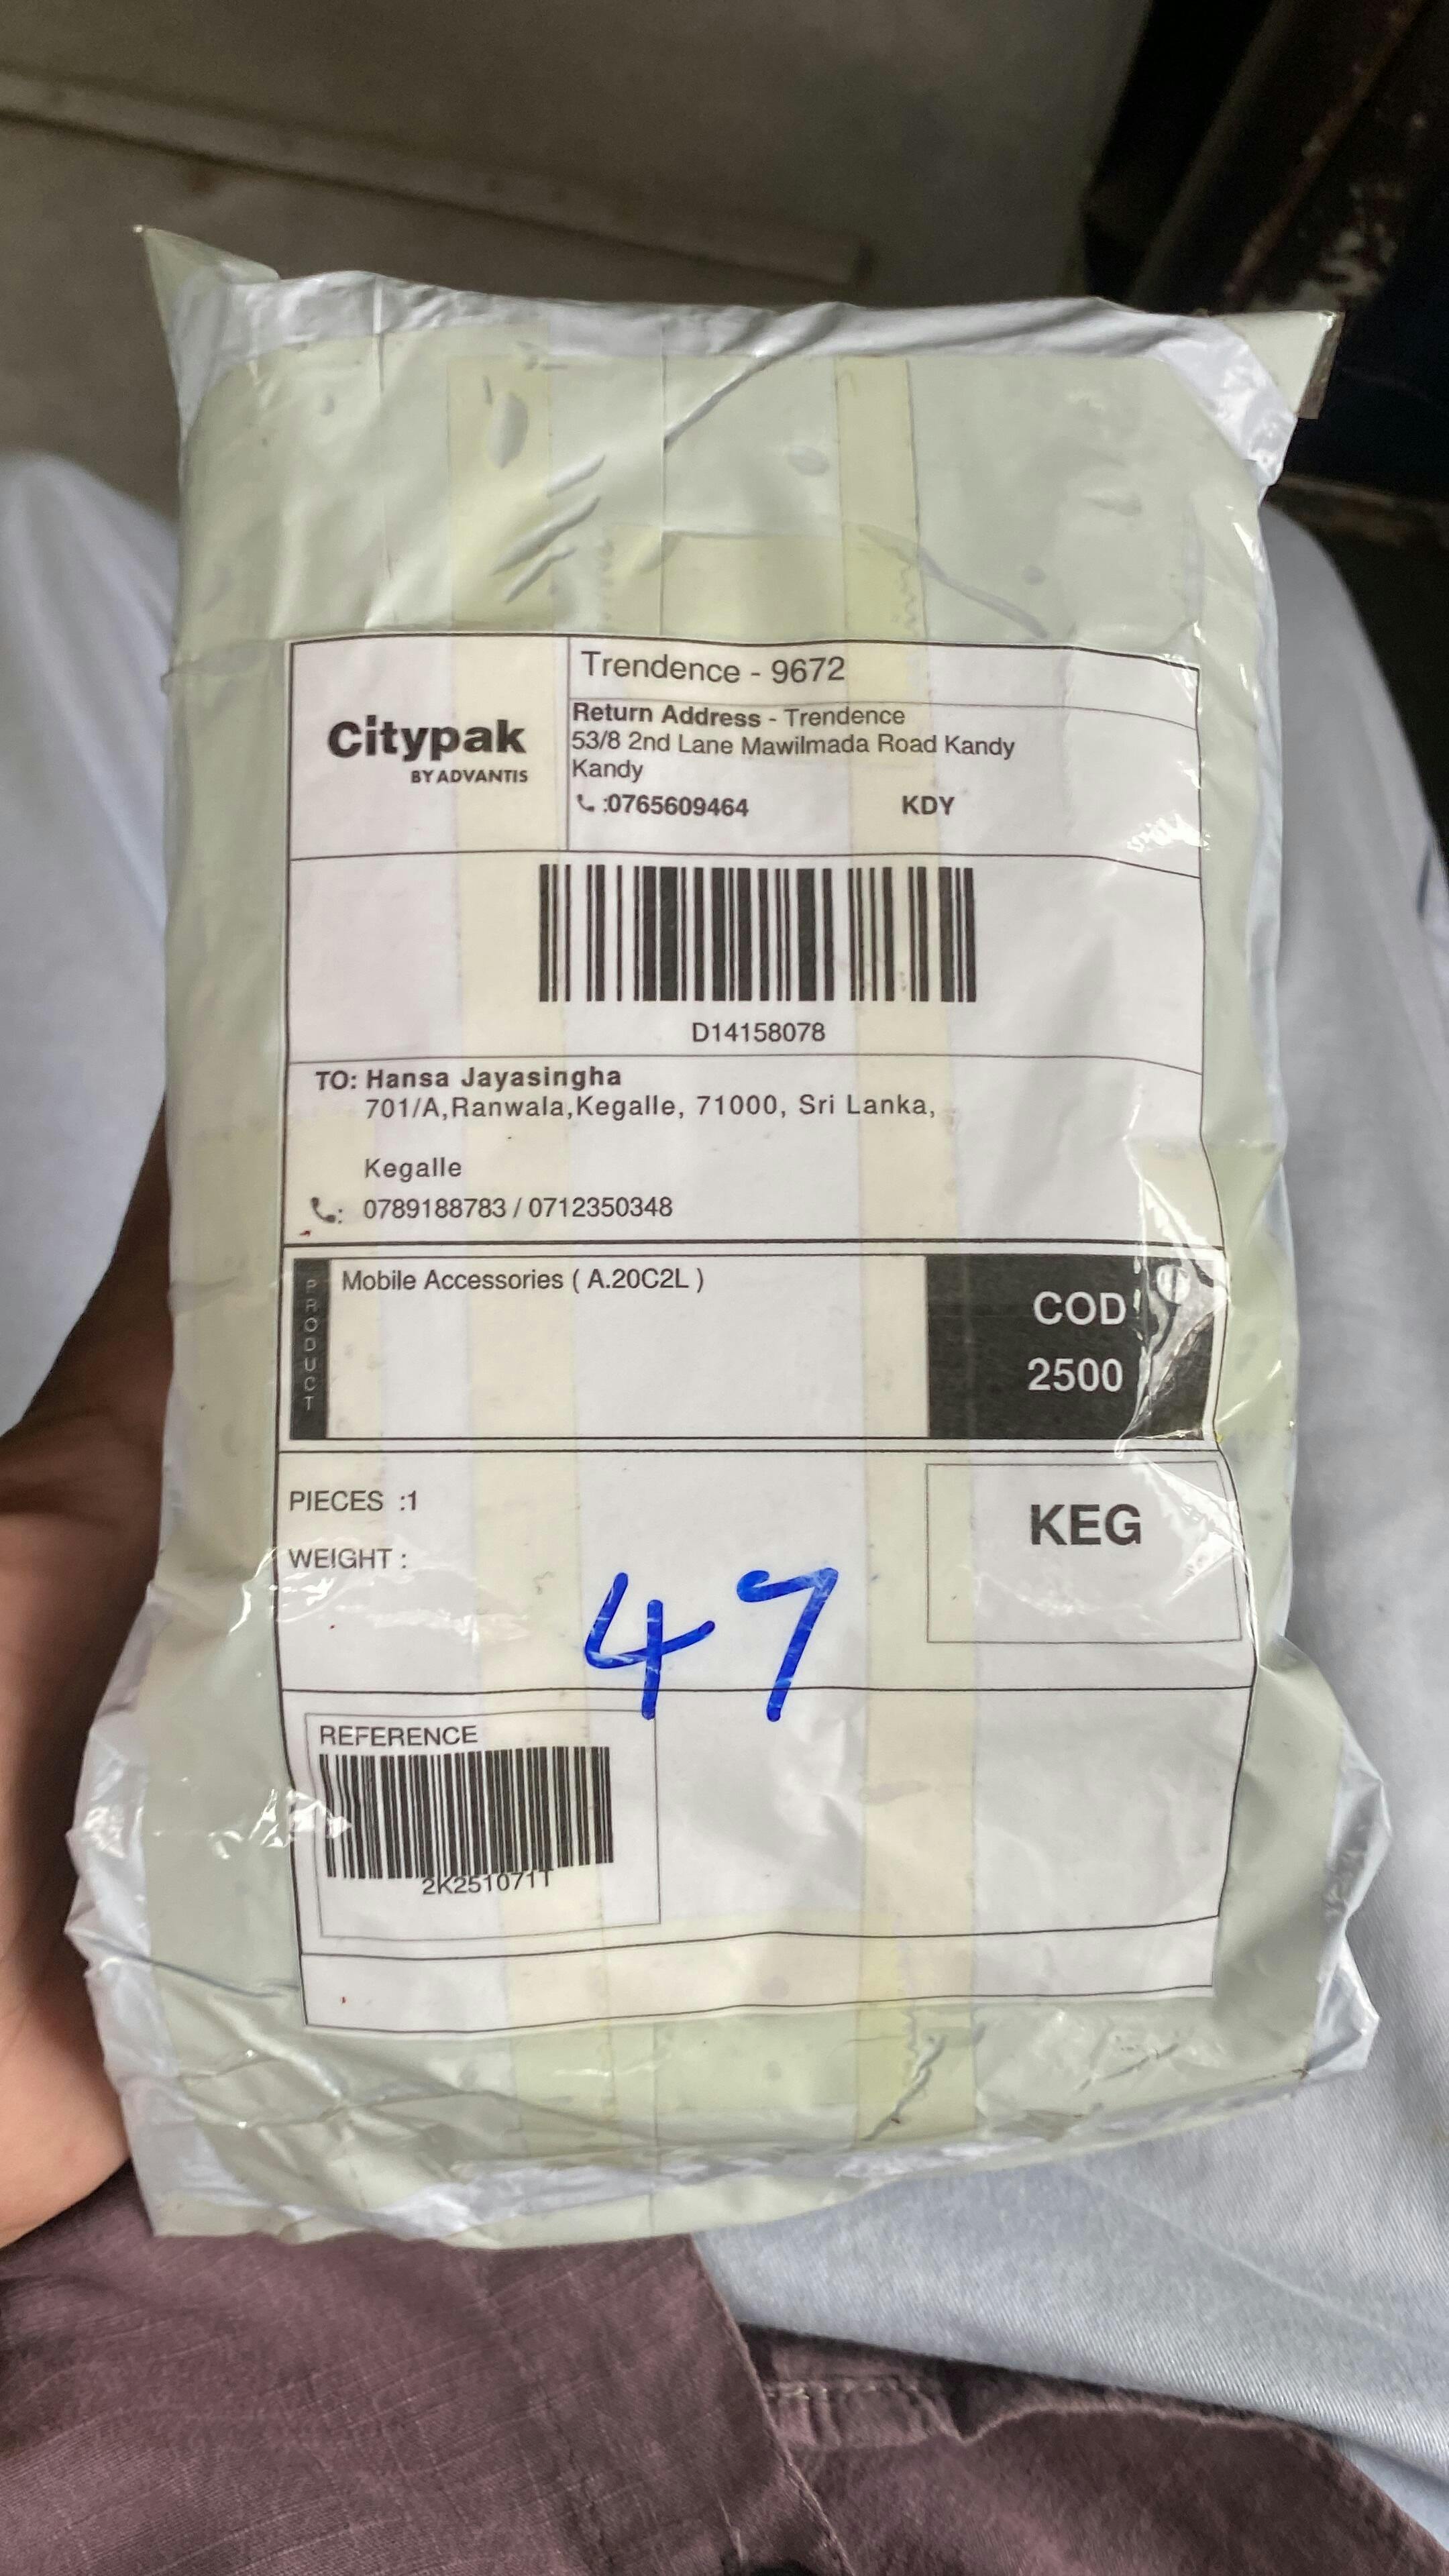 Trendence - 9672
Citypak
BY ADVANTIS
Return Address - Trendence
53/8 2nd Lane Mawilmada Road Kandy
Kandy
:0765609464 KDY
D14158078
TO: Hansa Jayasingha
701/A,Ranwala,Kegalle, 71000, Sri Lanka,
Kegalle
: 0789188783 / 0712350348
PRODUCT
Mobile Accessories ( A.20C2L )
COD
2500
PIECES :1
KEG
WEIGHT :
47
REFERENCE